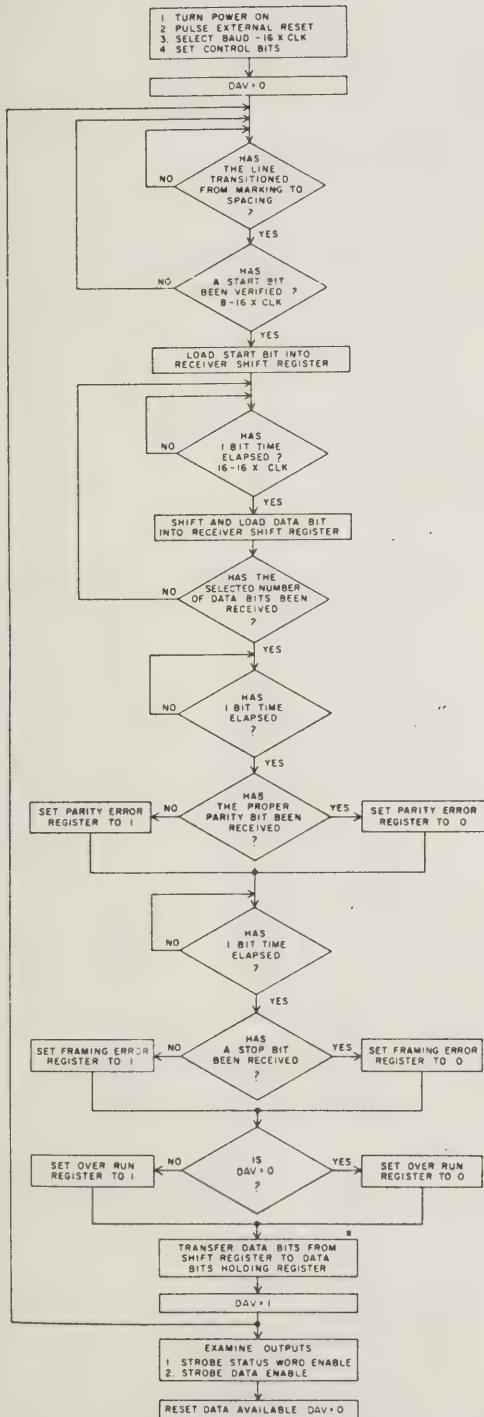 1 TURN POWER ON
2 PULSE EXTERNAL RESET
3. SELECT BAUD - 16 X CLK
4 SET CONTROL BITS
DAV = 0
HAS
THE LINE
TRANSITIONED
FROM MARKING TO
SPACING
?
NO
YES
HAS
A START BIT
BEEN VERIFIED ?
8-16 X CLK
NO
YES
LOAD START BIT INTO
RECEIVER SHIFT REGISTER
HAS
1 BIT TIME
ELAPSED ?
16-16 X CLK
NO
YES
SHIFT AND LOAD DATA BIT
INTO RECEIVER SHIFT REGISTER
HAS THE
SELECTED NUMBER
OF DATA BITS BEEN
RECEIVED
?
NO
YES
HAS
1 BIT TIME
ELAPSED
?
NO
YES
HAS
THE PROPER
PARITY BIT BEEN
RECEIVED
?
NO
YES
SET PARITY ERROR
REGISTER TO 1
SET PARITY ERROR
REGISTER TO 0
HAS
1 BIT TIME
ELAPSED
?
NO
YES
HAS
A STOP BIT
BEEN RECEIVED
?
NO
YES
SET FRAMING ERROR
REGISTER TO 1
SET FRAMING ERROR
REGISTER TO 0
IS
DAV = 0
?
NO
YES
SET OVER RUN
REGISTER TO 1
SET OVER RUN
REGISTER TO 0
TRANSFER DATA BITS FROM
SHIFT REGISTER TO DATA
BITS HOLDING REGISTER
DAV = 1
EXAMINE OUTPUTS
1 STROBE STATUS WORD ENABLE
2. STROBE DATA ENABLE
RESET DATA AVAILABLE DAV = 0